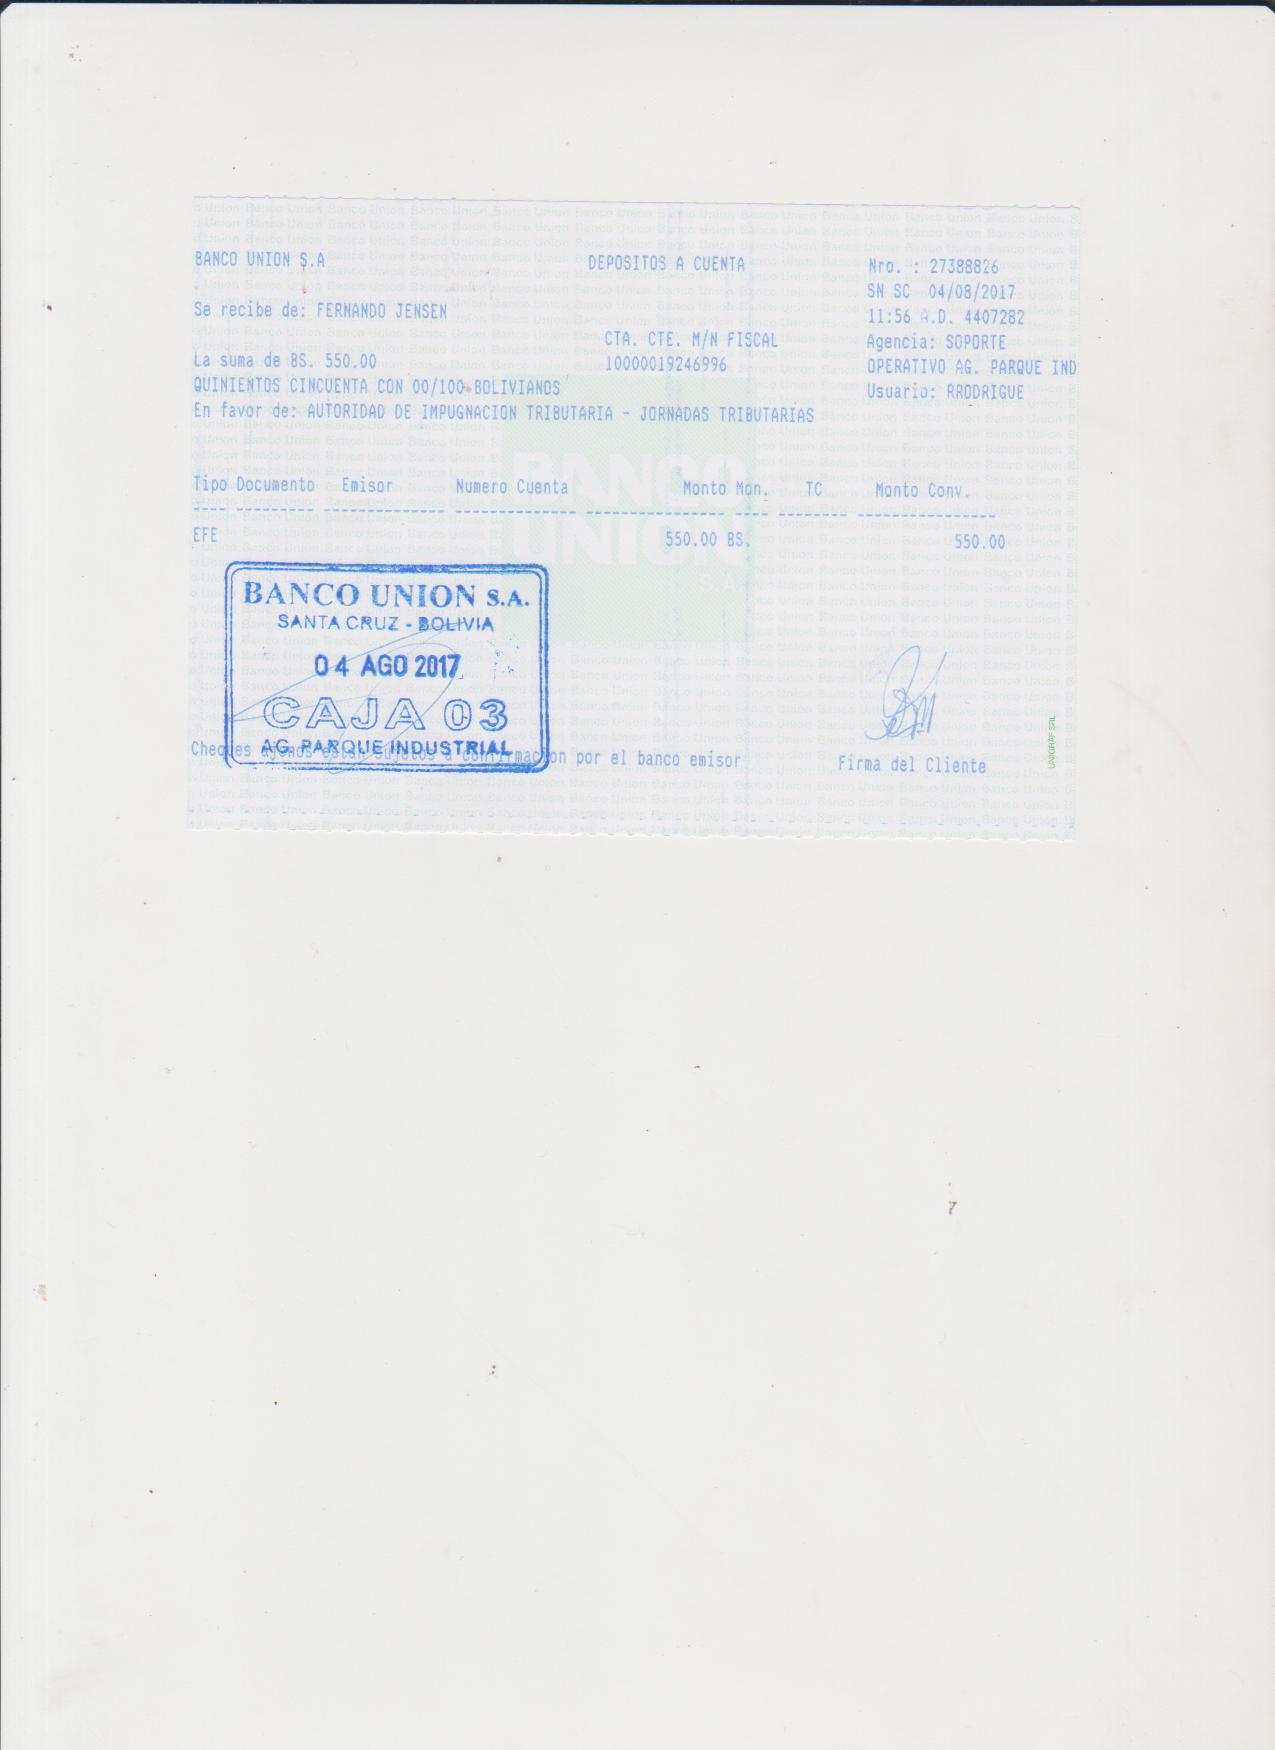 BANCO UNION S.A DEPOSITOS A CUENTA Nro. : 27388826
SN SC 04/08/2017
Se recibe de: FERNANDO JENSEN 11:56 A.D. 4407282
CTA. CTE. M/N FISCAL Agencia: SOPORTE
La suma de BS. 550.00 10000019246996 OPERATIVO AG. PARQUE IND
QUINIENTOS CINCUENTA CON 00/100 BOLIVIANOS Usuario: RRODRIGUE
En favor de: AUTORIDAD DE IMPUGNACION TRIBUTARIA - JORNADAS TRIBUTARIAS
BANCO
UNION
Tipo Documento Emisor Numero Cuenta Monto Mon. TC Monto Conv.
EFE 550.00 BS. 550.00
BANCO UNION S.A.
SANTA CRUZ - BOLIVIA
04 AGO 2017
CAJA 03
AG. PARQUE INDUSTRIAL
Cheques ajenos estan sujetos a confirmacion por el banco emisor Firma del Cliente
UNIGRAF SRL